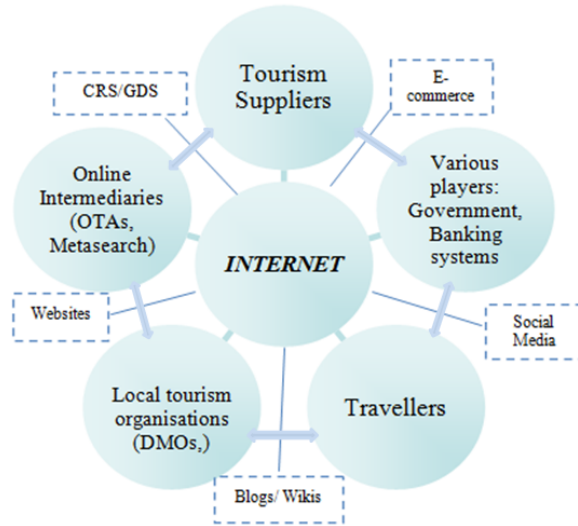 Tourism
Suppliers
CRS/GDS
E-
commerce
Online
Intermediaries
(OTAs,
Metasearch)
Various
players:
Government,
Banking
systems
INTERNET
Websites
Social
Media
Local tourism
organisations
(DMOs,)
Travellers
Blogs/ Wikis